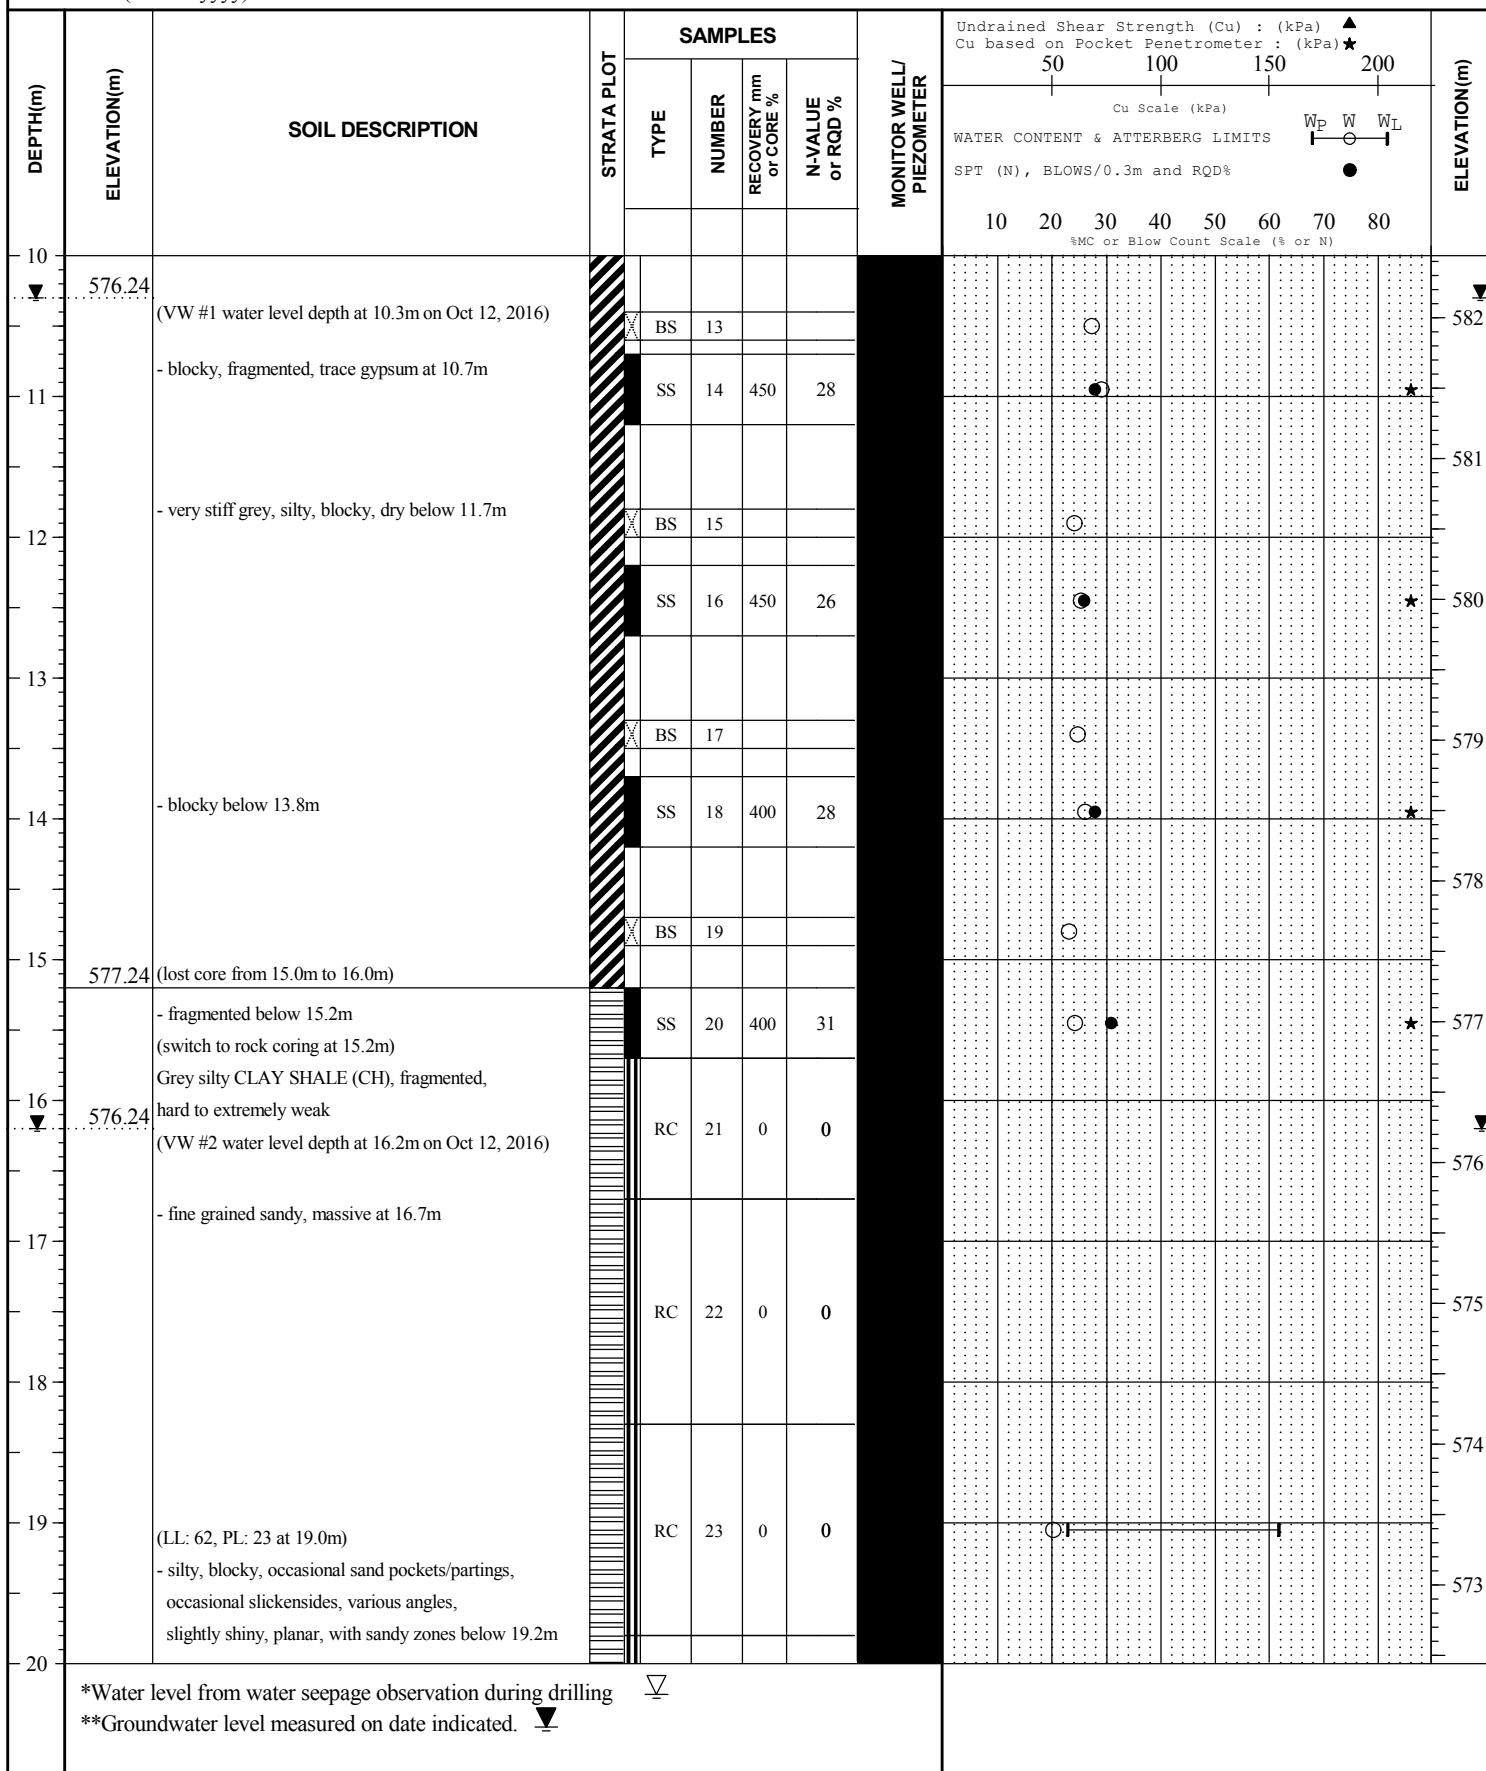 Undrained Shear Strength (Cu) : (kPa)
Cu based on Pocket Penetrometer : (kPa)
50 100 150 200
Cu Scale (kPa)
WATER CONTENT & ATTERBERG LIMITS
WP W WL
SPT (N), BLOWS/0.3m and RQD%
10 20 30 40 50 60 70 80
%MC or Blow Count Scale (% or N)
DEPTH(m)
ELEVATION(m)
SOIL DESCRIPTION
STRATA PLOT
SAMPLES
TYPE
NUMBER
RECOVERY mm
or CORE %
N-VALUE
or RQD %
MONITOR WELL/
PIEZOMETER
ELEVATION(m)
10
576.24
(VW #1 water level depth at 10.3m on Oct 12, 2016)
582
BS 13
- blocky, fragmented, trace gypsum at 10.7m
SS 14 450 28
11
581
- very stiff grey, silty, blocky, dry below 11.7m
BS 15
12
SS 16 450 26
580
13
BS 17
579
- blocky below 13.8m
SS 18 400 28
14
578
BS 19
15
577.24
(lost core from 15.0m to 16.0m)
- fragmented below 15.2m
SS 20 400 31
577
(switch to rock coring at 15.2m)
Grey silty CLAY SHALE (CH), fragmented,
16
hard to extremely weak
576.24
RC 21 0 0
(VW #2 water level depth at 16.2m on Oct 12, 2016)
576
- fine grained sandy, massive at 16.7m
17
RC 22 0 0
575
18
574
19
RC 23 0 0
(LL: 62, PL: 23 at 19.0m)
- silty, blocky, occasional sand pockets/partings,
573
occasional slickensides, various angles,
slightly shiny, planar, with sandy zones below 19.2m
20
*Water level from water seepage observation during drilling
**Groundwater level measured on date indicated.